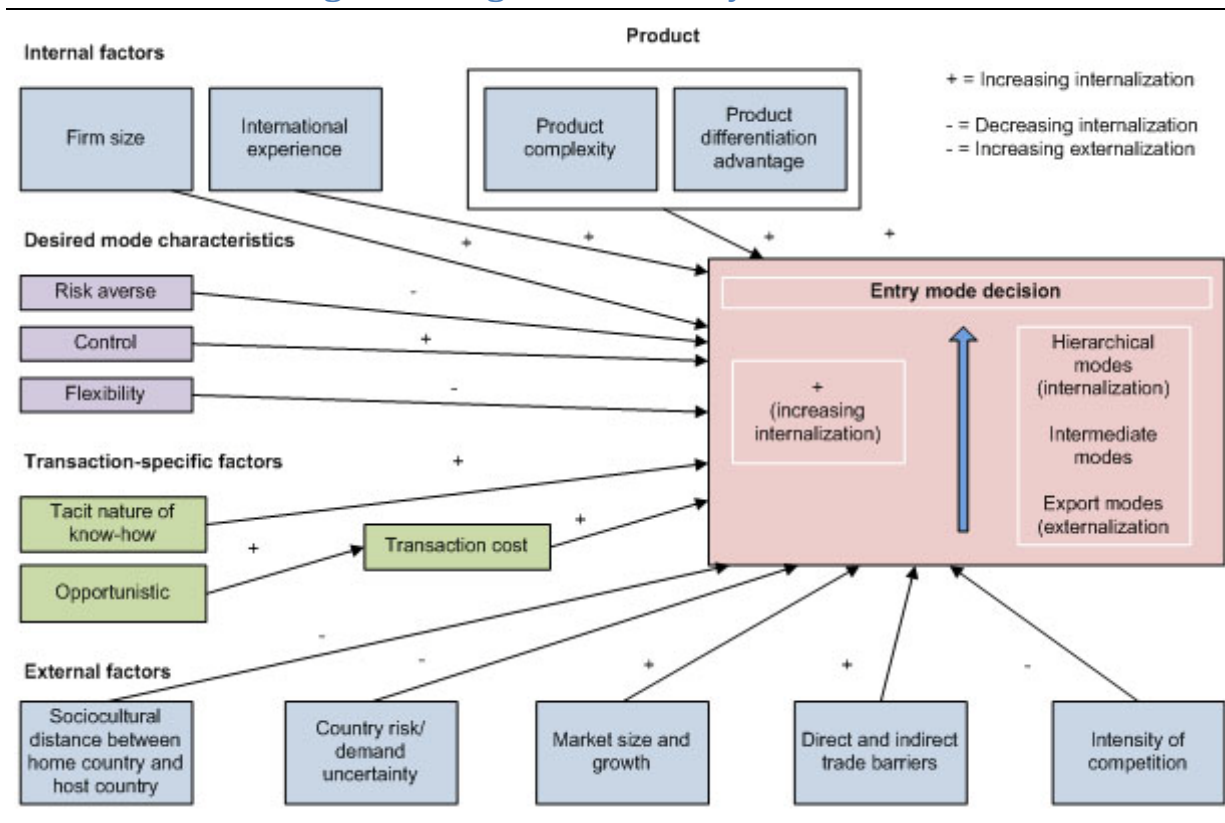 Product
Internal factors
+ = Increasing internalization
- = Decreasing internalization
- = Increasing externalization
Firm size
International
experience
Product
complexity
Product
differentiation
advantage
Desired mode characteristics
+
+
+
+
Risk averse
-
Control
+
Flexibility
-
Entry mode decision
+
(increasing
internalization)
Hierarchical
modes
(internalization)
Intermediate
modes
Export modes
(externalization
Transaction-specific factors
+
Tacit nature of
know-how
+
Transaction cost
+
Opportunistic
External factors
-
-
+
+
-
Sociocultural
distance between
home country and
host country
Country risk/
demand
uncertainty
Market size and
growth
Direct and indirect
trade barriers
Intensity of
competition